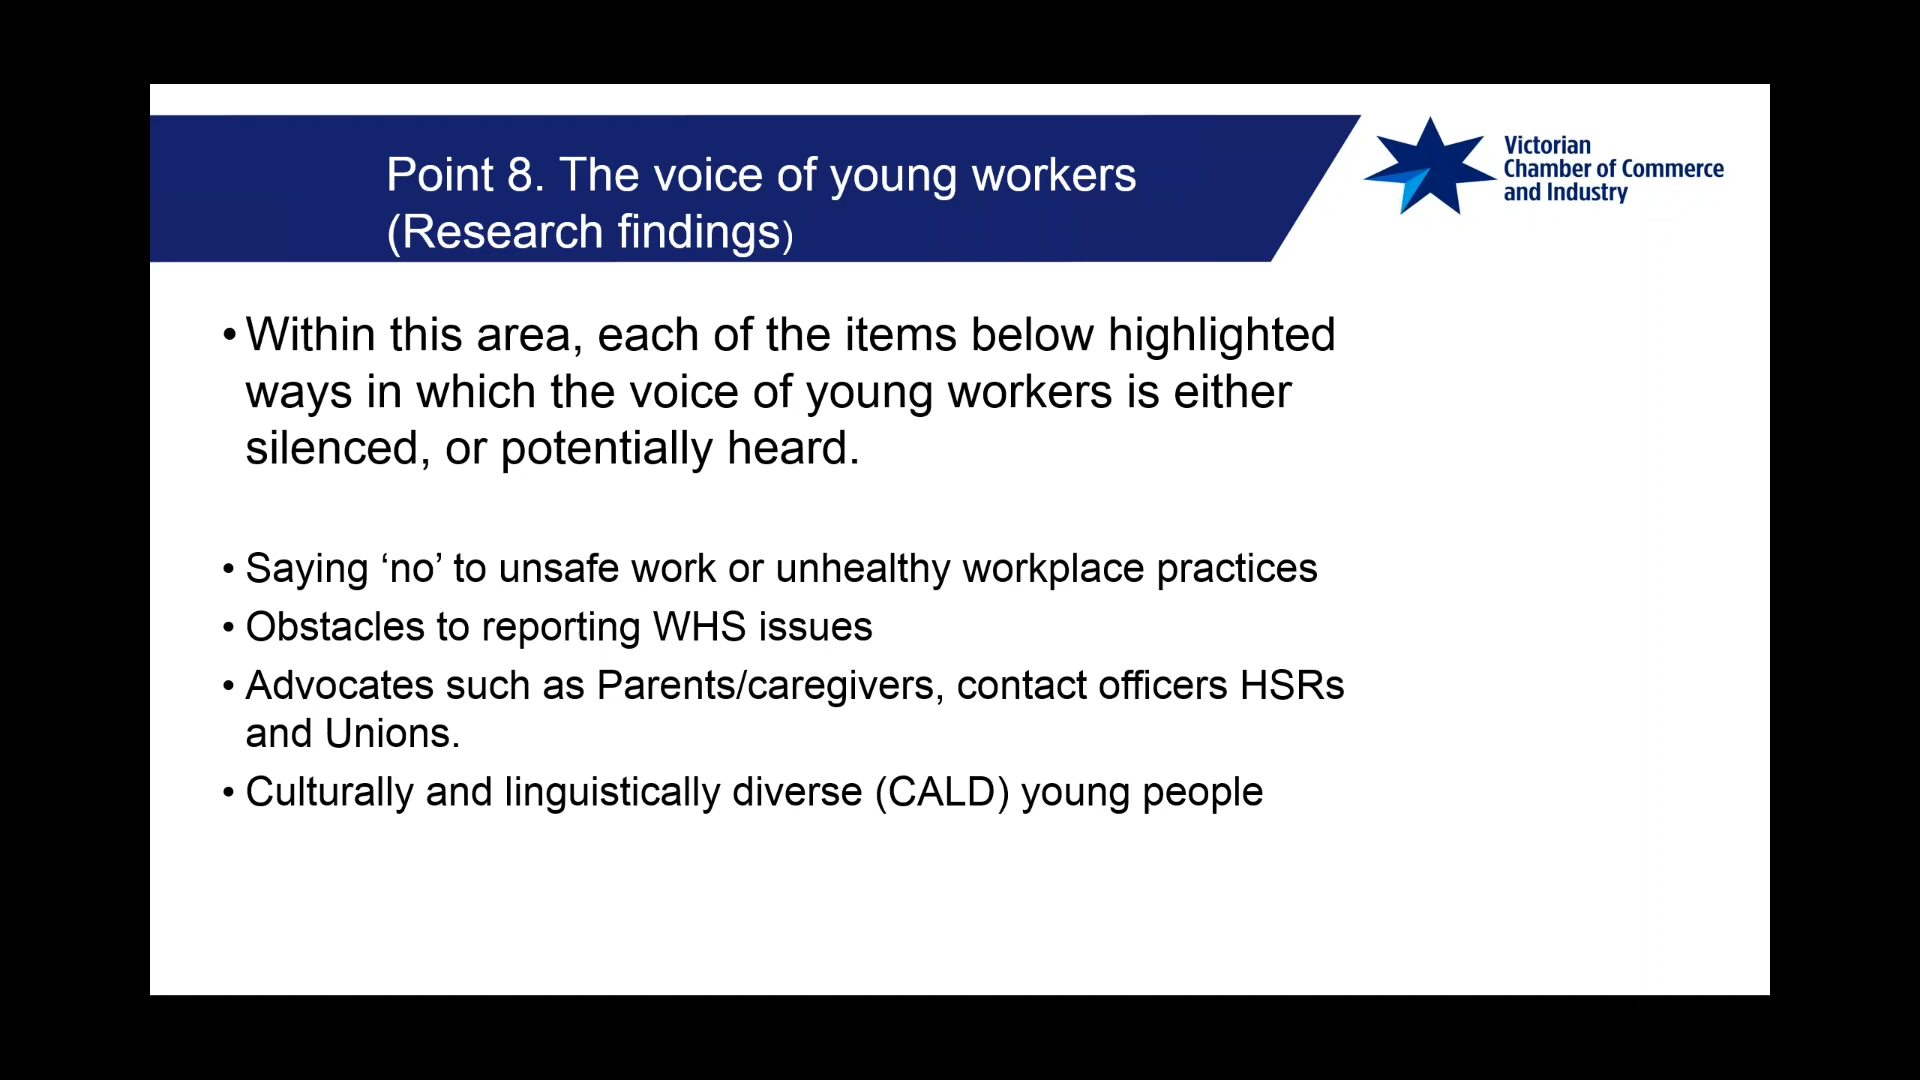 Point 8. The voice of young workers
(Research findings)
Victorian
Chamber of Commerce
and Industry
• Within this area, each of the items below highlighted
ways in which the voice of young workers is either
silenced, or potentially heard.
• Saying ‘no’ to unsafe work or unhealthy workplace practices
• Obstacles to reporting WHS issues
• Advocates such as Parents/caregivers, contact officers HSRs
and Unions.
• Culturally and linguistically diverse (CALD) young people